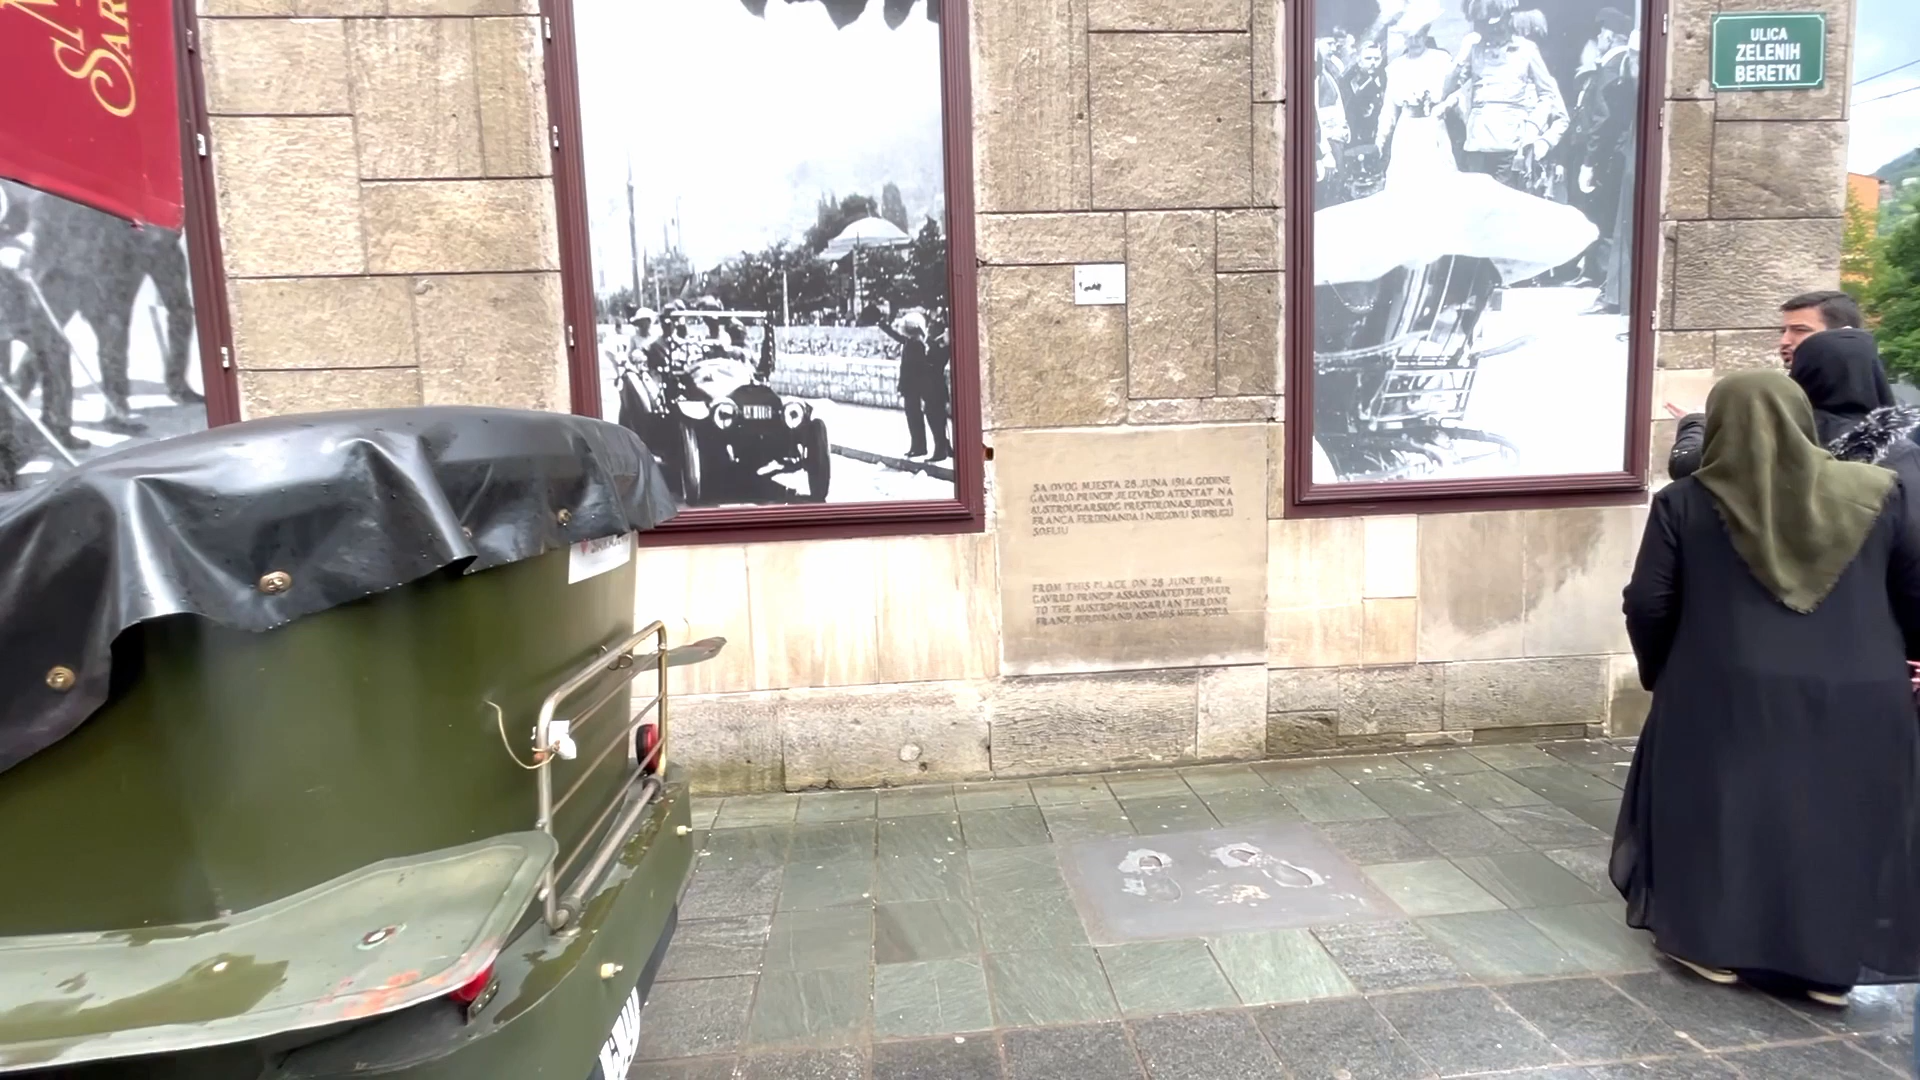 SAR
ULICA
ZELENIH
BERETKI
SA OVOG MJESTA 28. JUNA 1914. GODINE
GAVRILO PRINCIP JE IZVRŠIO ATENTAT NA
AUSTROUGARSKOG PRESTOLONASLJEDNIKA
FRANCA FERDINANDA I NJEGOVU SUPRUGU
SOFIJU
FROM THIS PLACE ON 28 JUNE 1914
GAVRILO PRINCIP ASSASSINATED THE HEIR
TO THE AUSTRO-HUNGARIAN THRONE
FRANZ FERDINAND AND HIS WIFE SOFIA